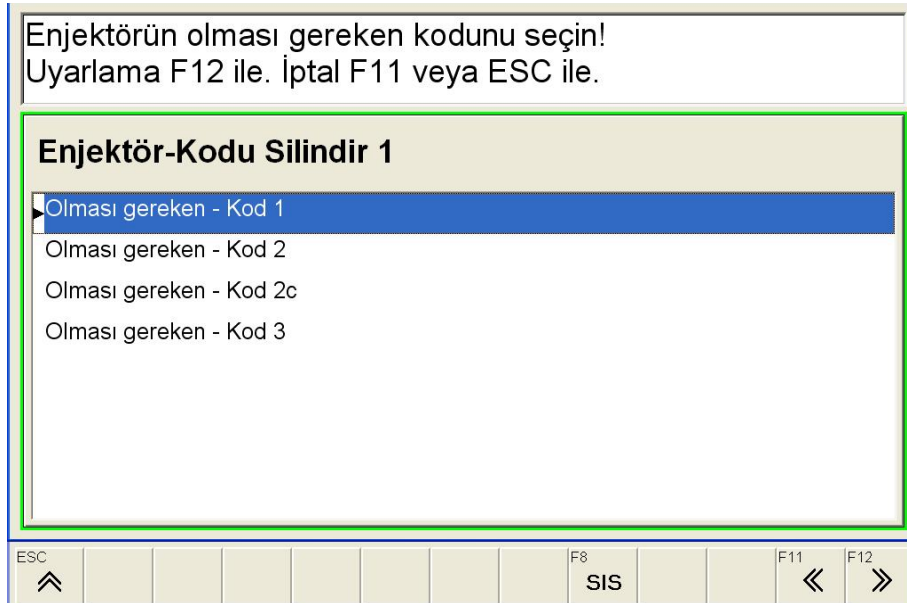 Enjektörün olması gereken kodunu seçin!
Uyarlama F12 ile. İptal F11 veya ESC ile.
Enjektör-Kodu Silindir 1
Olması gereken - Kod 1
Olması gereken - Kod 2
Olması gereken - Kod 2c
Olması gereken - Kod 3
ESC F8 SIS F11 F12